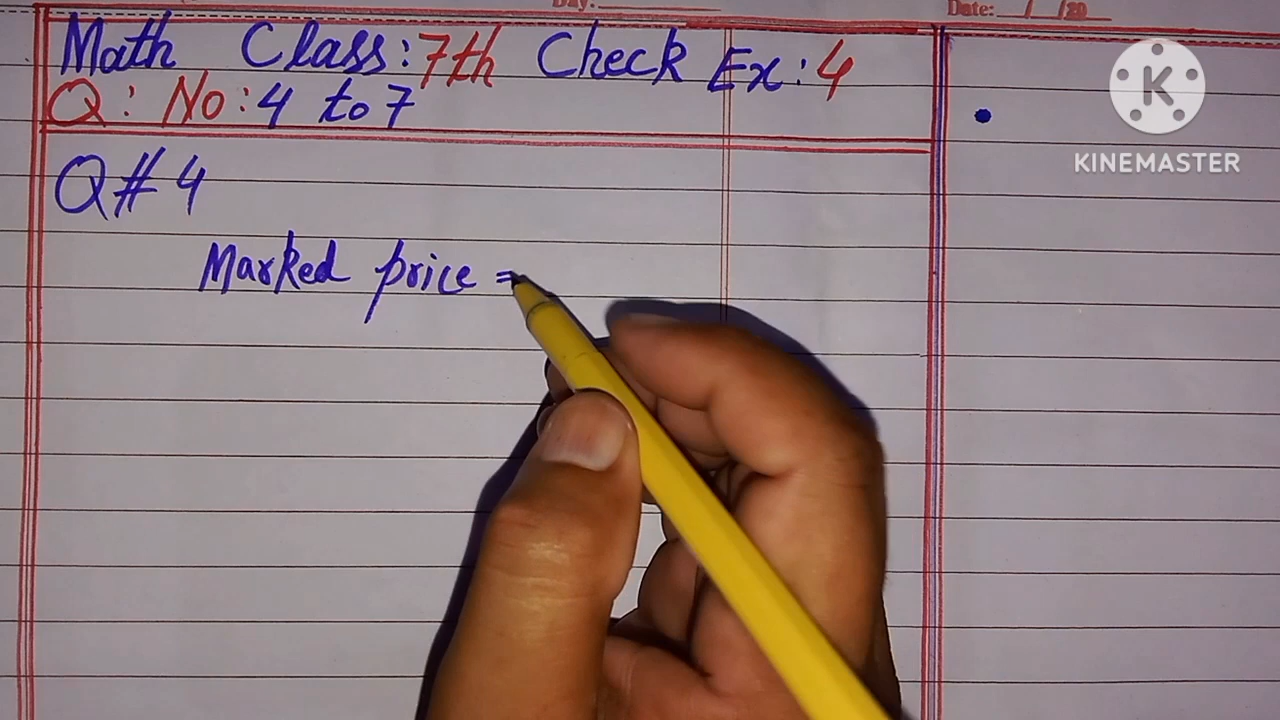 Day:
Date: / /20
Math Class: 7th Check Ex: 4
Q: No: 4 to 7
K
KINEMASTER
Q# 4
Marked price =